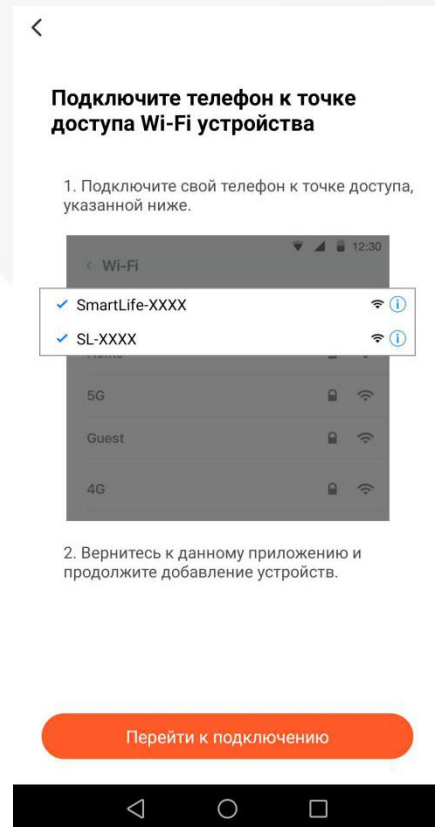 Подключите телефон к точке
доступа Wi-Fi устройства
1. Подключите свой телефон к точке доступа,
указанной ниже.
12:30
< Wi-Fi
SmartLife-XXXX
SL-XXXX
5G
Guest
4G
2. Вернитесь к данному приложению и
продолжите добавление устройств.
Перейти к подключению